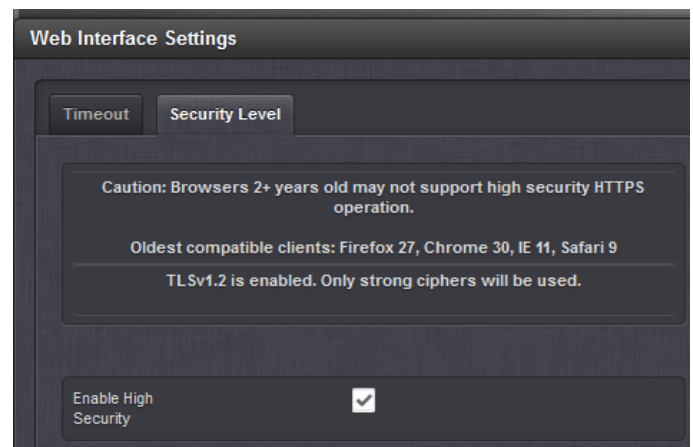 Web Interface Settings
Timeout
Security Level
Caution: Browsers 2+ years old may not support high security HTTPS
operation.
Oldest compatible clients: Firefox 27, Chrome 30, IE 11, Safari 9
TLSv1.2 is enabled. Only strong ciphers will be used.
Enable High
Security